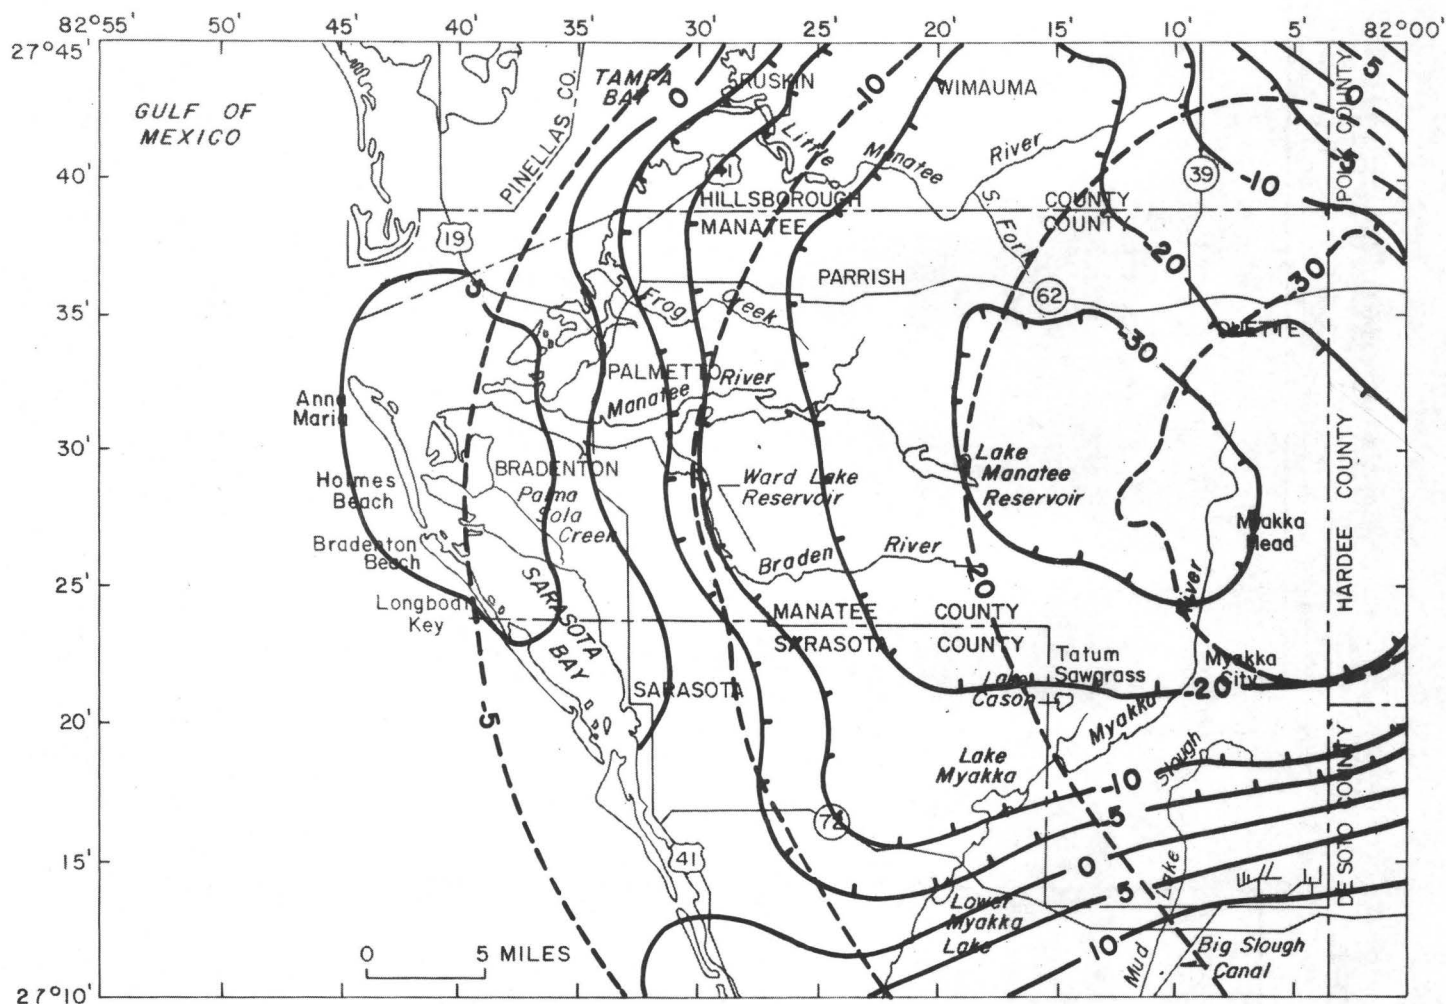 82°55' 50' 45' 40' 35' 30' 25' 20' 15' 10' 5' 82°00'
27°45'
GULF OF
MEXICO
TAMPA
BAY
PINELLAS CO.
0
RUSKIN
-10
WIMAUMA
5
0
5
POLK COUNTY
Little
Manatee
River
40'
39
-10
S. Fork
HILLSBOROUGH
COUNTY
MANATEE
COUNTY
19
-20
-30
PARRISH
62
-5
35'
Frog
Creek
-30
DUETTE
PALMETTO
Manatee
River
Anna
Maria
30'
BRADENTON
Holmes
Beach
Palma
Sola
Creek
Ward Lake
Reservoir
Lake
Manatee
Reservoir
Myakka
Head
Bradenton
Beach
HARDEE COUNTY
25'
Braden
River
-20
River
Longboat
Key
SARASOTA
BAY
MANATEE
COUNTY
SARASOTA
COUNTY
Tatum
Sawgrass
Myakka
City
SARASOTA
Lake
Cason
-20
20'
-5
Myakka
Lake
Myakka
Slough
-10
-5
72
15'
41
0
5
Lake
DE SOTO COUNTY
Lower
Myakka
Lake
10
Mud
Big Slough
Canal
0 5 MILES
27°10'